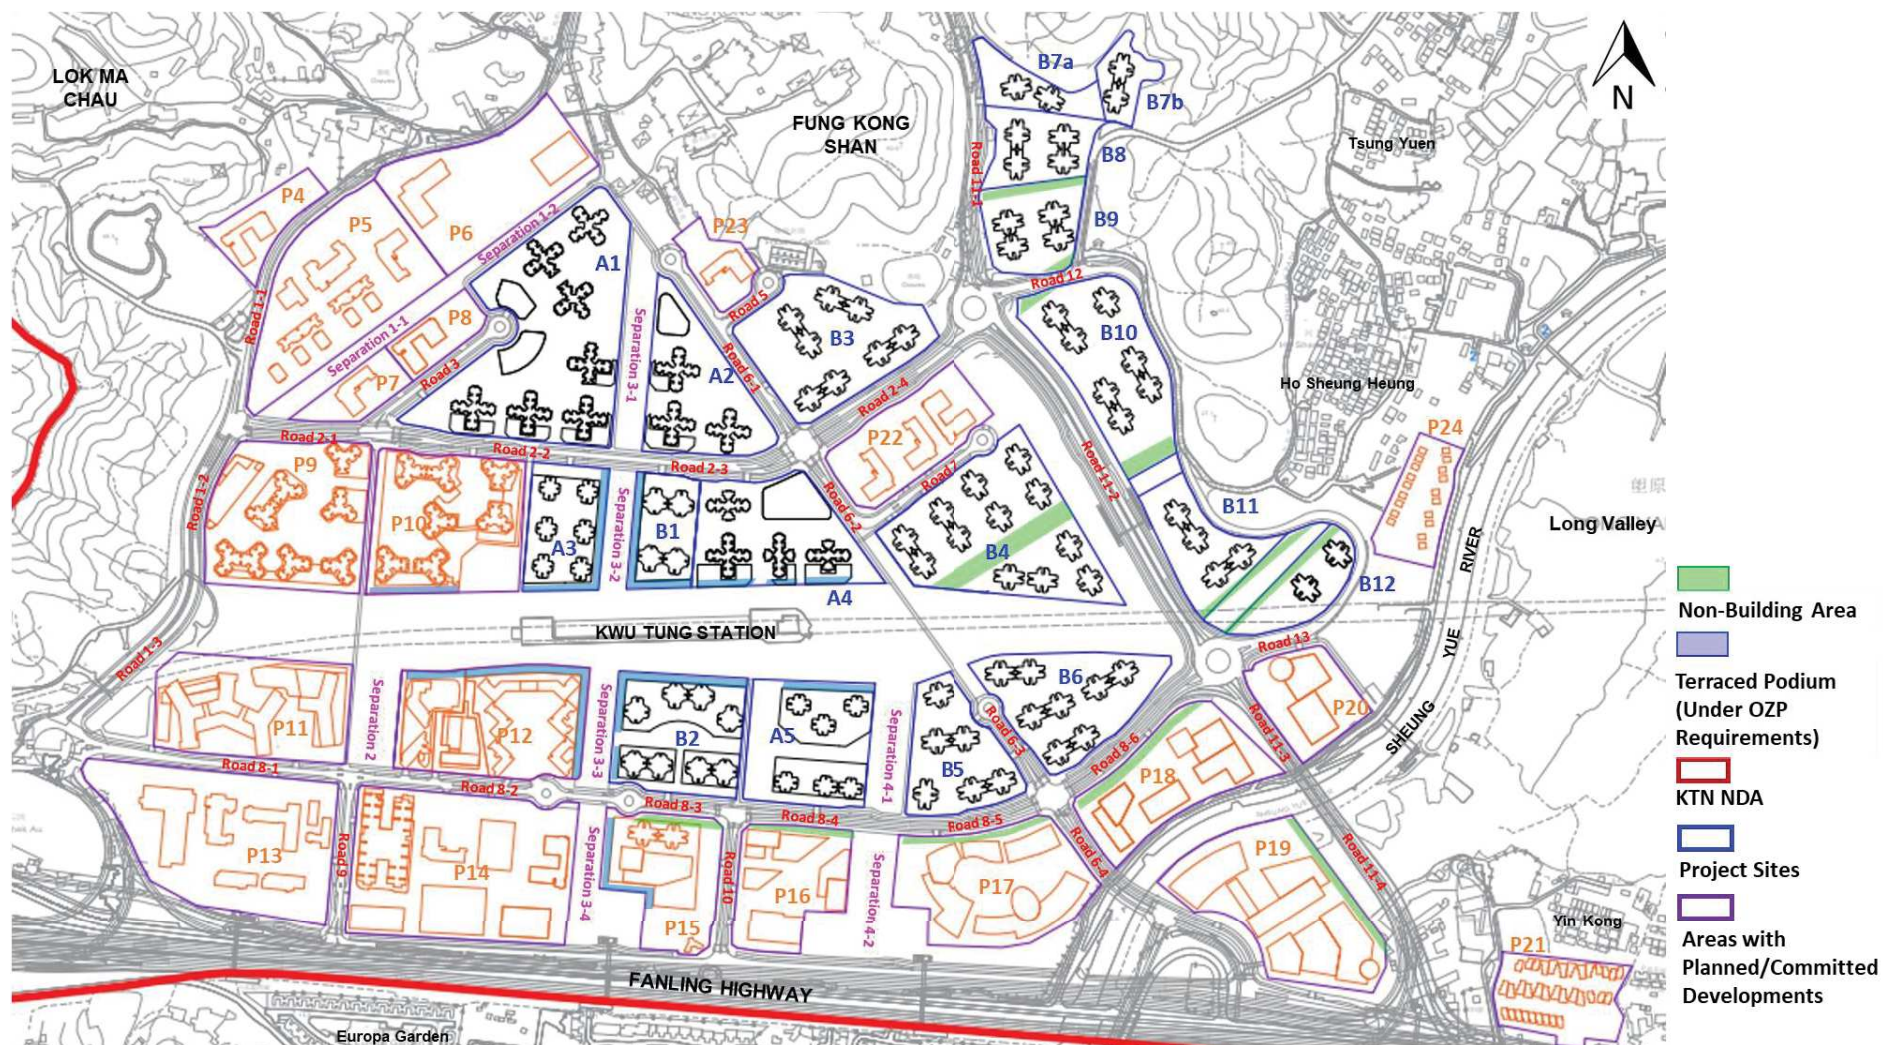 LOK MA
CHAU
FUNG KONG
SHAN
N
B7a
B7b
Tsung Yuen
B8
Road 11-1
B9
P4
P5
P6
Separation 1-2
P23
A1
Road 12
Road 5
Road 1-1
Separation 1-1
P8
Separation 3-1
B3
B10
P7
Road 3
A2
Road 6-1
Road 2-4
Ho Sheung Heung
P22
P24
Road 2-1
Road 2-2
Road 2-3
Road 7
Road 11-2
P9
Road 1-2
P10
A3
Separation 3-2
B1
Road 6-2
B11
Long Valley
B4
A4
B12
RIVER
YUE
SHEUNG
KWU TUNG STATION
Road 1-3
Road 13
P11
Separation 2
P12
Separation 3-3
B2
A5
Separation 4-1
B6
B5
Road 6-3
P20
Road 11-3
Road 8-6
P18
Road 8-1
Road 8-2
Road 8-3
Road 8-4
Road 8-5
P13
Road 9
P14
Separation 3-4
P15
Road 10
P16
Separation 4-2
P17
Road 6-4
P19
Road 11-4
Yin Kong
P21
FANLING HIGHWAY
Europa Garden
Non-Building Area
Terraced Podium
(Under OZP
Requirements)
KTN NDA
Project Sites
Areas with
Planned/Committed
Developments